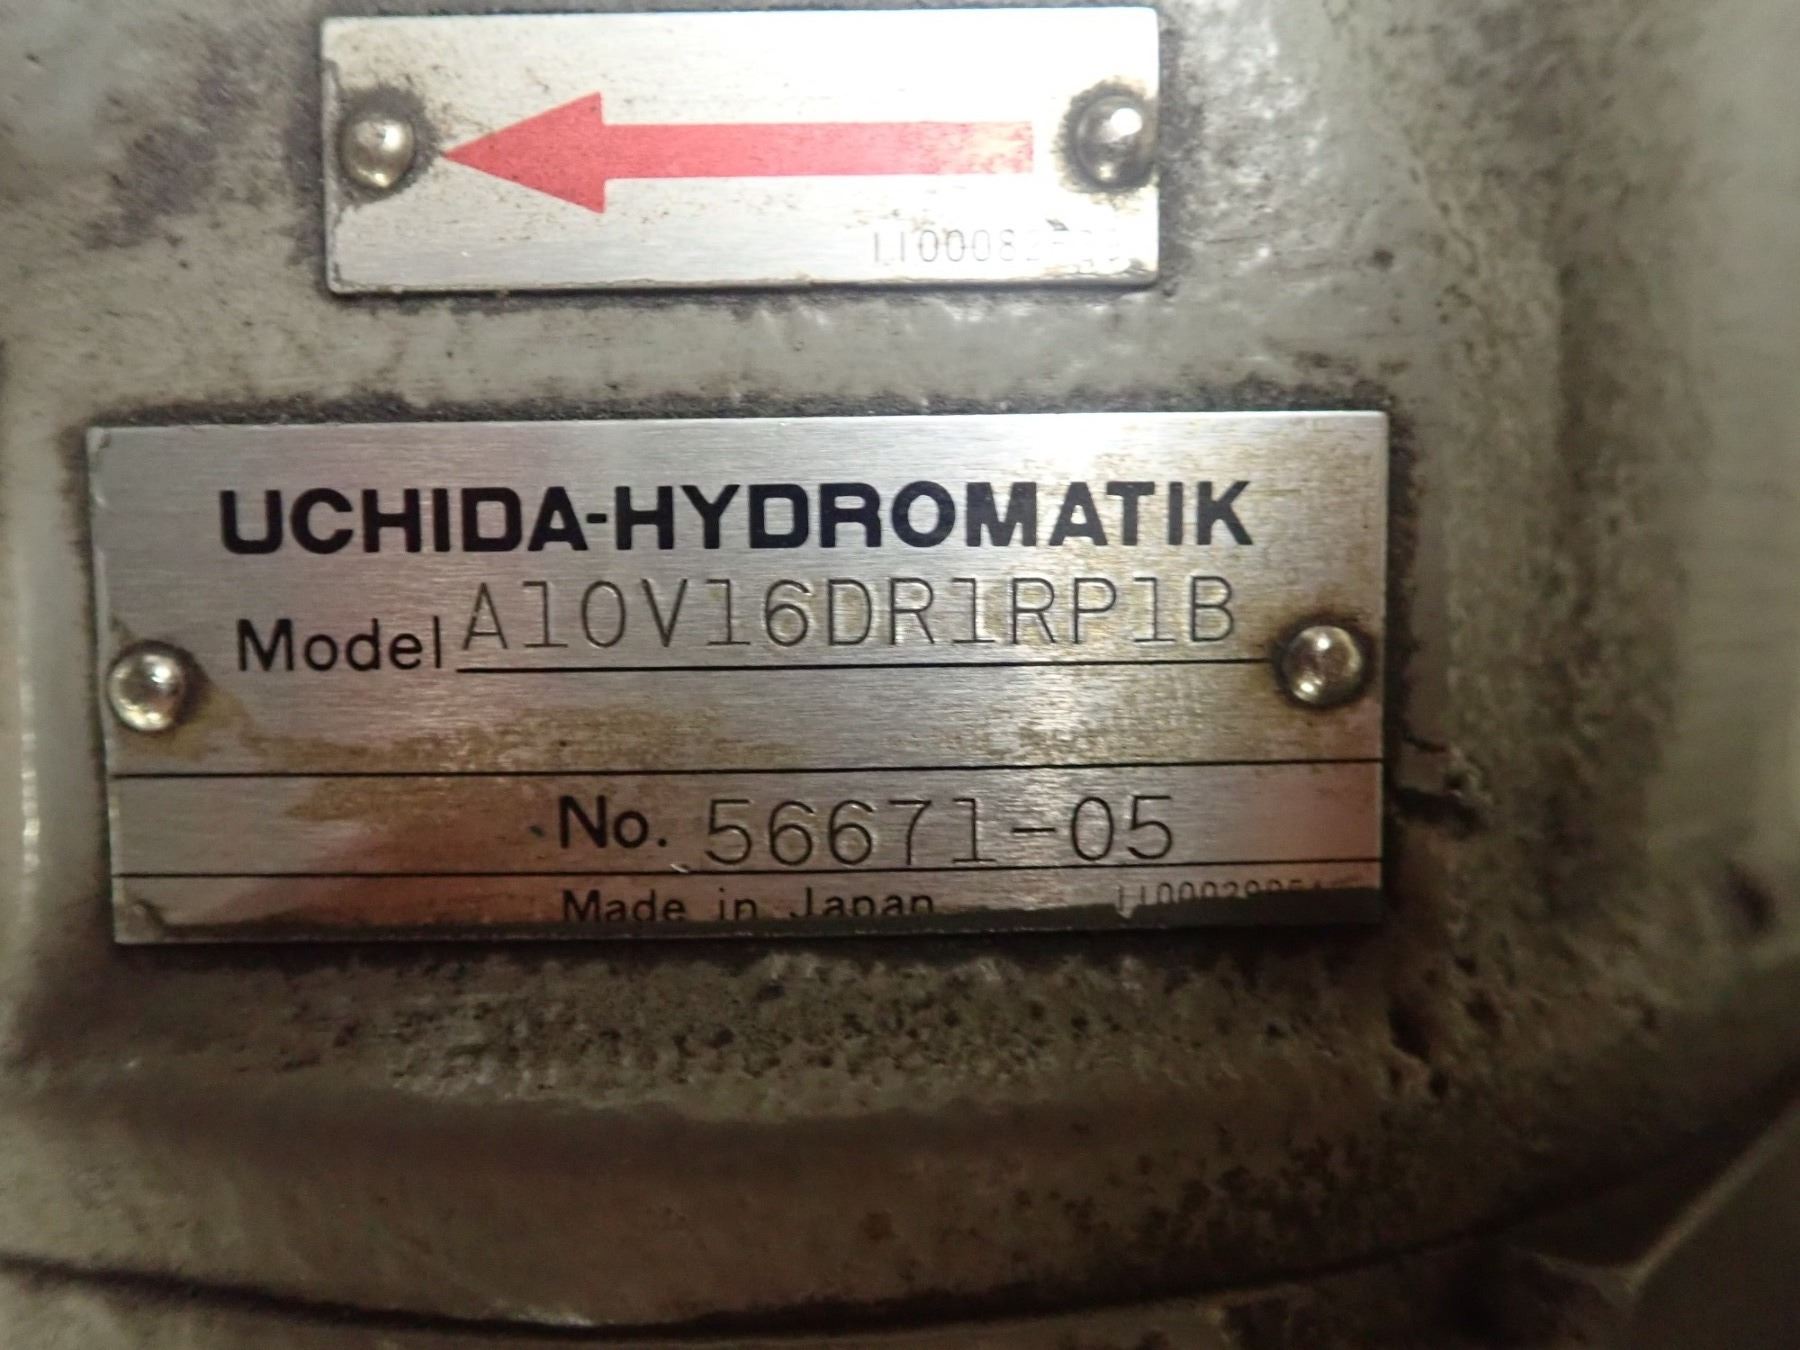 UCHIDA-HYDROMATIK
Model A10V16DR1RP1B
No. 56671-05
Made in Japan